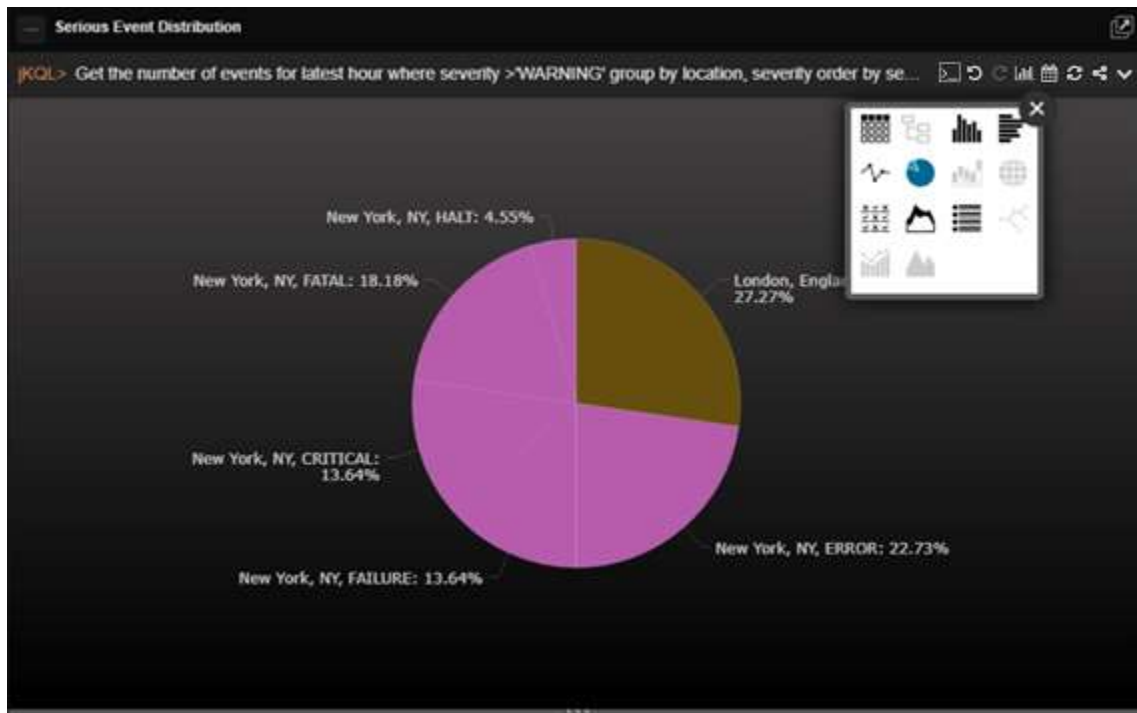 Serious Event Distribution
jKQL> Get the number of events for latest hour where severity >'WARNING' group by location, severity order by se...
New York, NY, HALT: 4.55%
New York, NY, FATAL: 18.18%
London, Engla
27.27%
New York, NY, CRITICAL:
13.64%
New York, NY, ERROR: 22.73%
New York, NY, FAILURE: 13.64%